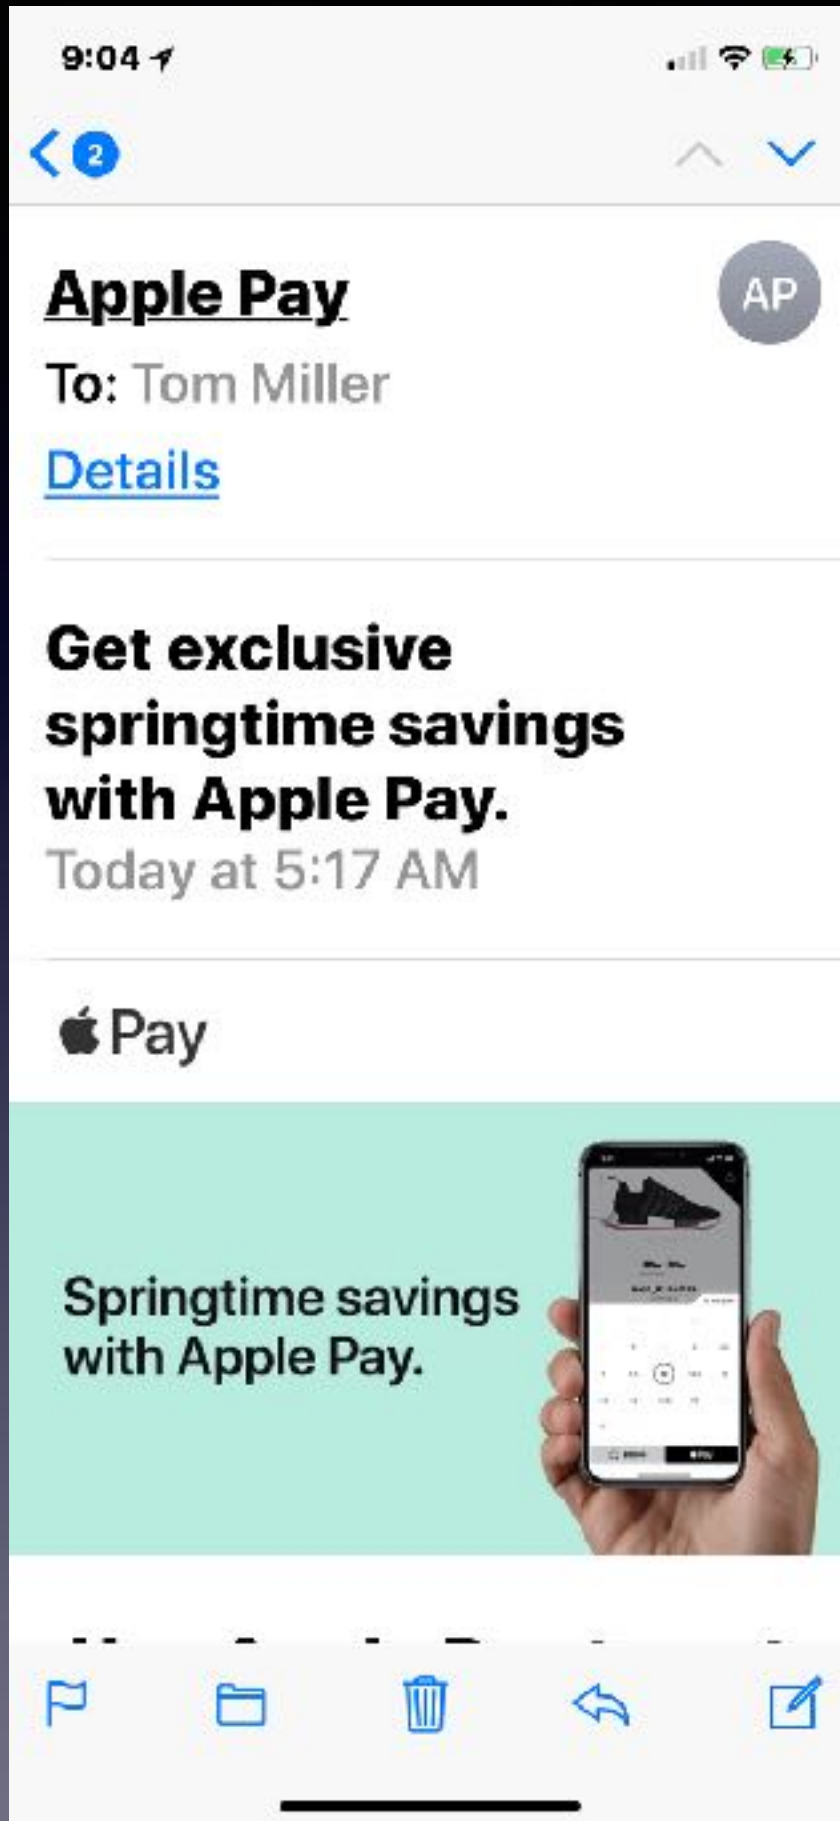 9:04
2
Apple Pay
AP
To: Tom Miller
Details
Get exclusive
springtime savings
with Apple Pay.
Today at 5:17 AM
Pay
Springtime savings
with Apple Pay.